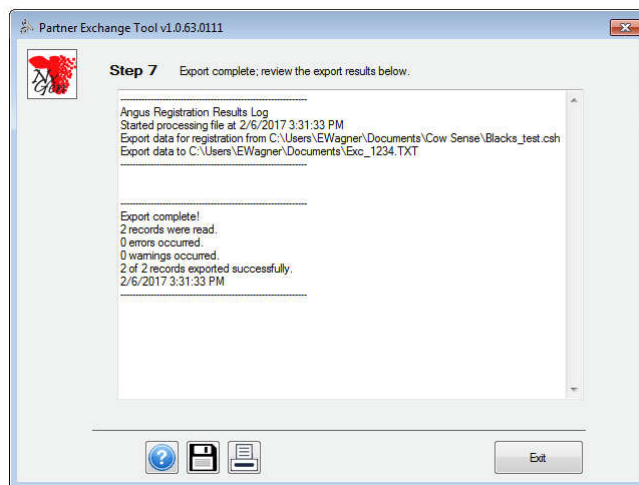 Partner Exchange Tool v1.0.63.0111
Nx
Gen
Step 7 Export complete; review the export results below.
Angus Registration Results Log
Started processing file at 2/6/2017 3:31:33 PM
Export data for registration from C:\Users\EWagner\Documents\Cow Sense\Blacks_test.csh
Export data to C:\Users\EWagner\Documents\Exc_1234.TXT
Export complete!
2 records were read.
0 errors occurred.
0 warnings occurred.
2 of 2 records exported successfully.
2/6/2017 3:31:33 PM
Exit